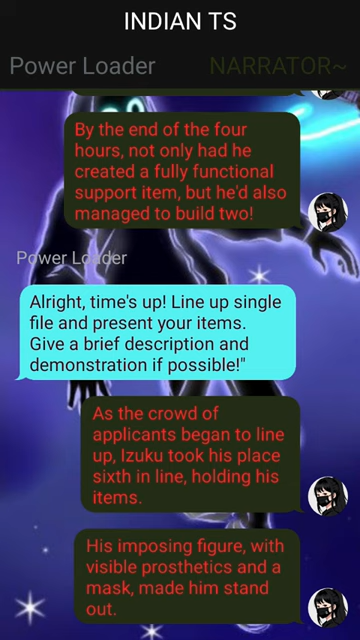 INDIAN TS
Power Loader
NARRATOR~
By the end of the four
hours, not only had he
created a fully functional
support item, but he'd also
managed to build two!
Power Loader
Alright, time's up! Line up single
file and present your items.
Give a brief description and
demonstration if possible!"
As the crowd of
applicants began to line
up, Izuku took his place
sixth in line, holding his
items.
His imposing figure, with
visible prosthetics and a
mask, made him stand
out.